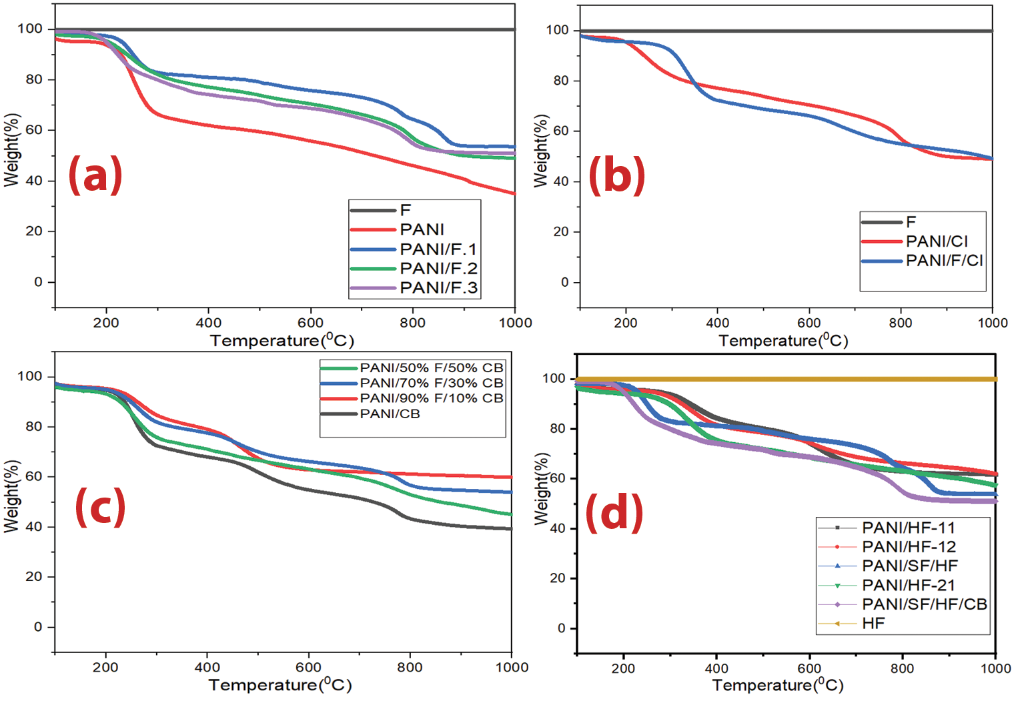 100
80
60
40
20
0
Weight(%)
(a)
F
PANI
PANI/F.1
PANI/F.2
PANI/F.3
200
400
600
800
1000
Temperature(⁰C)
100
80
60
40
20
0
Weight(%)
(b)
F
PANI/CI
PANI/F/CI
200
400
600
800
1000
Temperature(⁰C)
100
80
60
40
20
0
Weight(%)
(c)
PANI/50% F/50% CB
PANI/70% F/30% CB
PANI/90% F/10% CB
PANI/CB
200
400
600
800
1000
Temperature(⁰C)
100
80
60
40
20
0
Weight(%)
(d)
PANI/HF-11
PANI/HF-12
PANI/SF/HF
PANI/HF-21
PANI/SF/HF/CB
HF
200
400
600
800
1000
Temperature(⁰C)